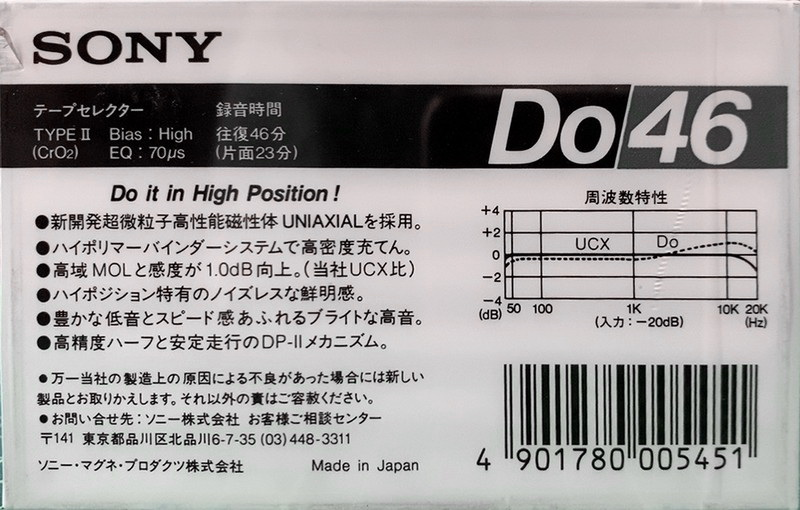 SONY
テープセレクター 録音時間
TYPE II Bias : High 往復46分
(CrO2) EQ : 70μs (片面23分)
Do/46
Do it in High Position!
●新開発超微粒子高性能磁性体 UNIAXIALを採用。
●ハイポリマーバインダーシステムで高密度充てん。
●高域MOLと感度が1.0dB向上。(当社UCX比)
●ハイポジション特有のノイズレスな鮮明感。
●豊かな低音とスピード感あふれるブライトな高音。
●高精度ハーフと安定走行のDP-IIメカニズム。
周波数特性
+4
+2
0
-2
-4
UCX Do
(dB) 50 100 1K 10K 20K
(入力:-20dB) (Hz)
●万一当社の製造上の原因による不良があった場合には新しい
製品とお取りかえします。それ以外の責はご容赦ください。
●お問い合せ先:ソニー株式会社 お客様ご相談センター
〒141 東京都品川区北品川6-7-35 (03)448-3311
ソニー・マグネ・プロダクツ株式会社 Made in Japan
4 901780 005451